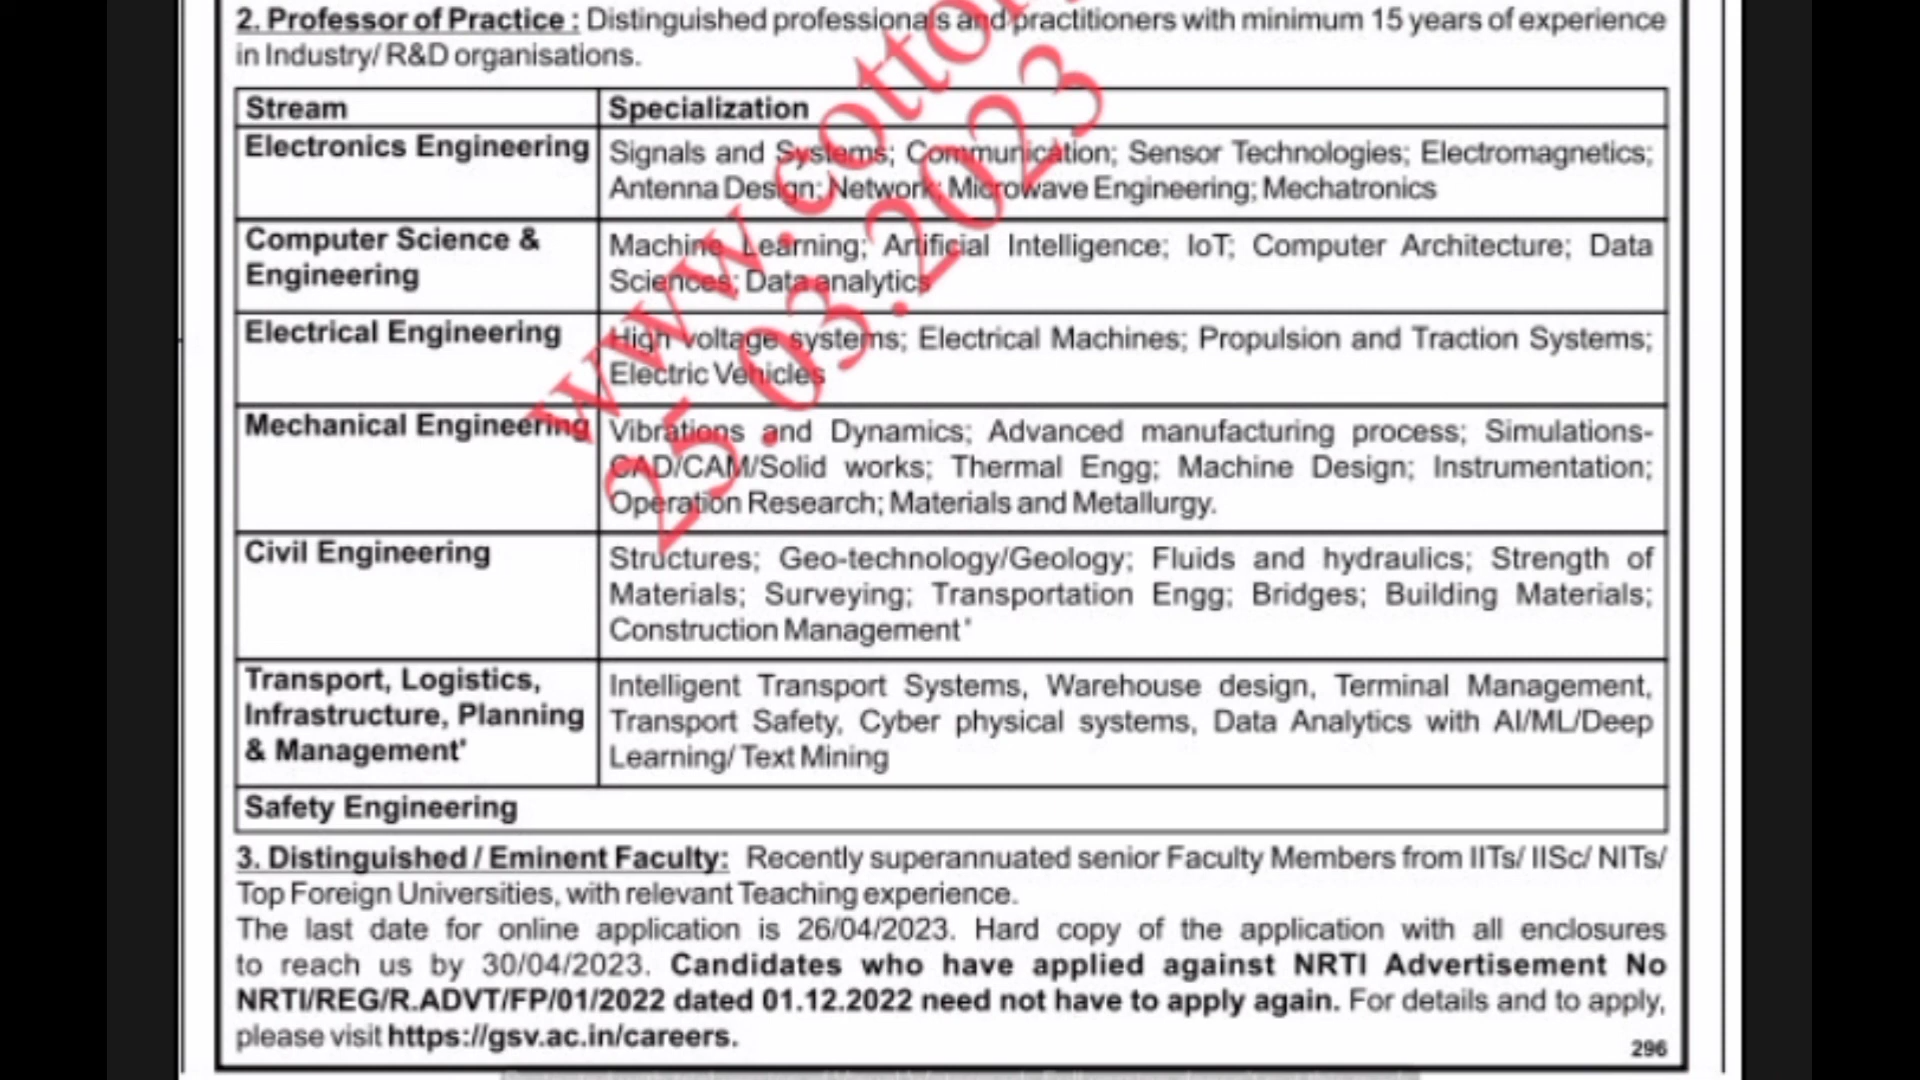 2. Professor of Practice : Distinguished professionals and practitioners with minimum 15 years of experience
in Industry/ R&D organisations.
Stream
Specialization
Electronics Engineering
Signals and Systems; Communication; Sensor Technologies; Electromagnetics;
Antenna Design; Network; Microwave Engineering; Mechatronics
Computer Science &
Engineering
Machine Learning; Artificial Intelligence; IoT; Computer Architecture; Data
Sciences; Data analytics
Electrical Engineering
High voltage systems; Electrical Machines; Propulsion and Traction Systems;
Electric Vehicles
Mechanical Engineering
Vibrations and Dynamics; Advanced manufacturing process; Simulations-
CAD/CAM/Solid works; Thermal Engg; Machine Design; Instrumentation;
Operation Research; Materials and Metallurgy.
Civil Engineering
Structures; Geo-technology/Geology; Fluids and hydraulics; Strength of
Materials; Surveying; Transportation Engg; Bridges; Building Materials;
Construction Management*
Transport, Logistics,
Infrastructure, Planning
& Management*
Intelligent Transport Systems, Warehouse design, Terminal Management,
Transport Safety, Cyber physical systems, Data Analytics with AI/ML/Deep
Learning/ Text Mining
Safety Engineering
3. Distinguished / Eminent Faculty: Recently superannuated senior Faculty Members from IITs/ IISc/ NITs/
Top Foreign Universities, with relevant Teaching experience.
The last date for online application is 26/04/2023. Hard copy of the application with all enclosures
to reach us by 30/04/2023. Candidates who have applied against NRTI Advertisement No
NRTI/REG/R.ADVT/FP/01/2022 dated 01.12.2022 need not have to apply again. For details and to apply,
please visit https://gsv.ac.in/careers.
296
www.cotto
25.03.2023